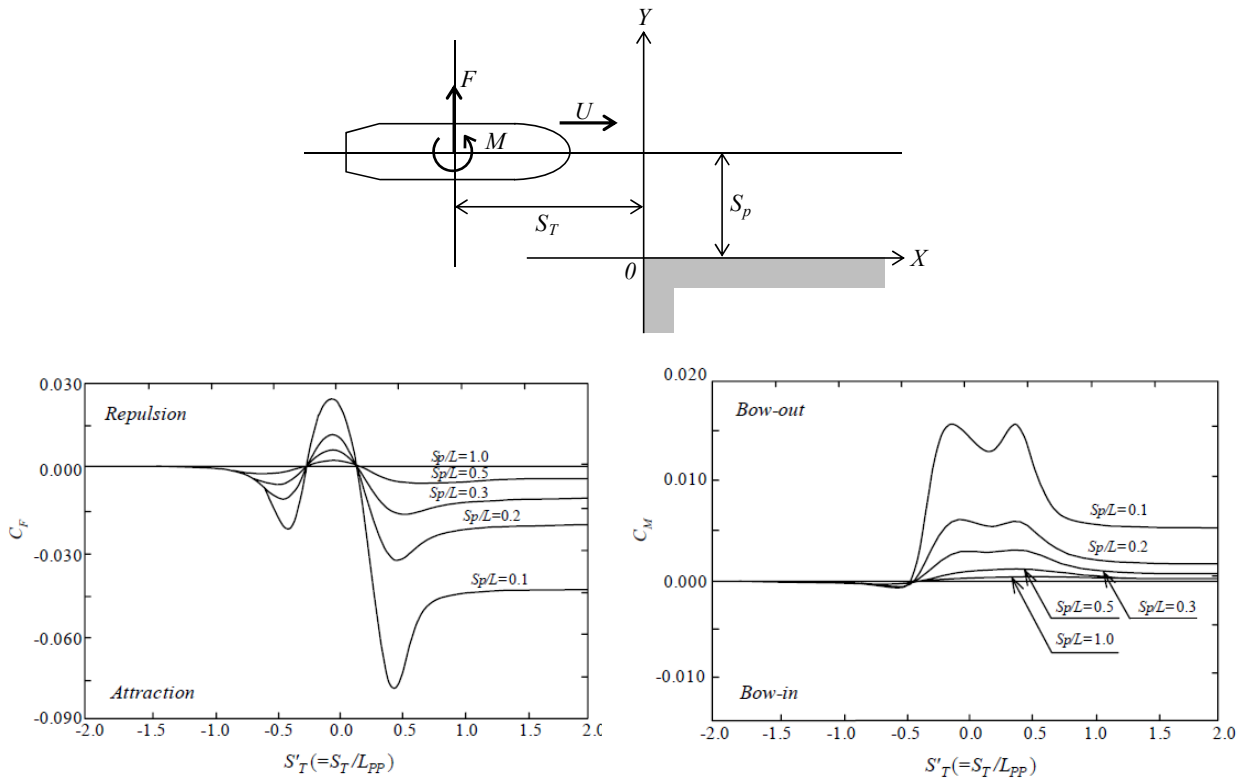 Y
F
U
M
S_T
S_p
0
X
0.030
0.000
-0.030
-0.060
-0.090
C_F
Repulsion
Sp/L=1.0
Sp/L=0.5
Sp/L=0.3
Sp/L=0.2
Sp/L=0.1
Attraction
-2.0 -1.5 -1.0 -0.5 0.0 0.5 1.0 1.5 2.0
S'_T(=S_T/L_PP)
0.020
0.010
0.000
-0.010
C_M
Bow-out
Sp/L=0.1
Sp/L=0.2
Sp/L=0.5
Sp/L=0.3
Sp/L=1.0
Bow-in
-2.0 -1.5 -1.0 -0.5 0.0 0.5 1.0 1.5 2.0
S'_T(=S_T/L_PP)